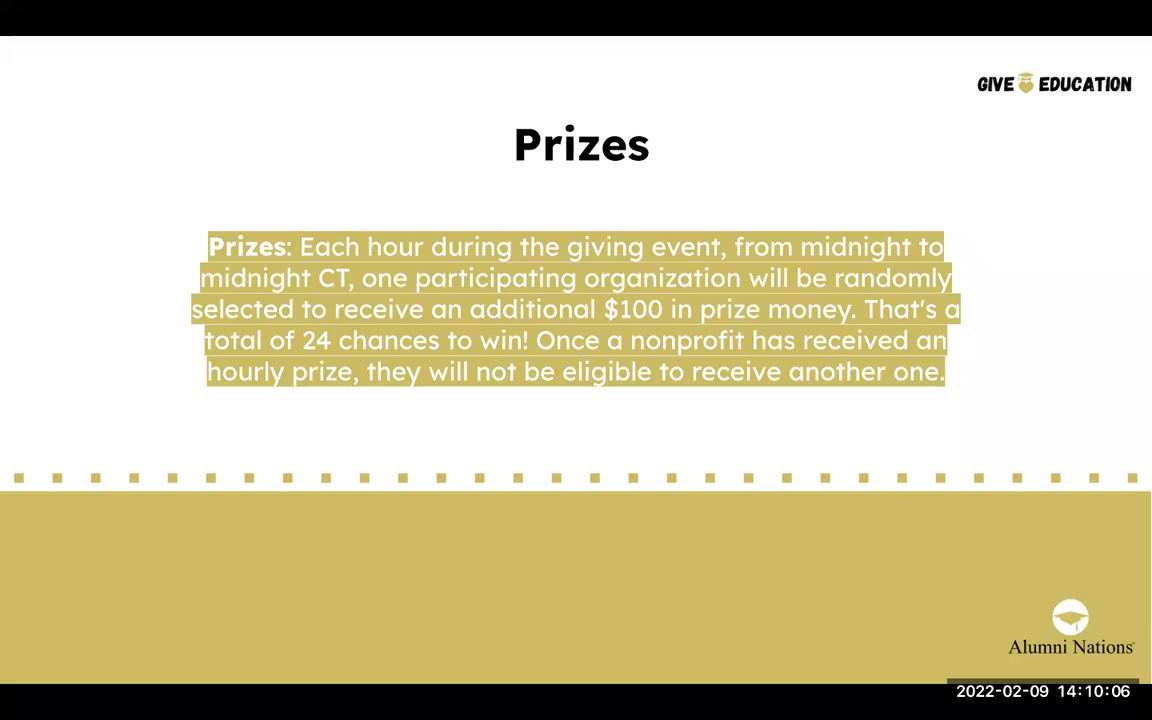 GIVE EDUCATION
Prizes
Prizes: Each hour during the giving event, from midnight to
midnight CT, one participating organization will be randomly
selected to receive an additional $100 in prize money. That's a
total of 24 chances to win! Once a nonprofit has received an
hourly prize, they will not be eligible to receive another one.
Alumni Nations
2022-02-09 14:10:06